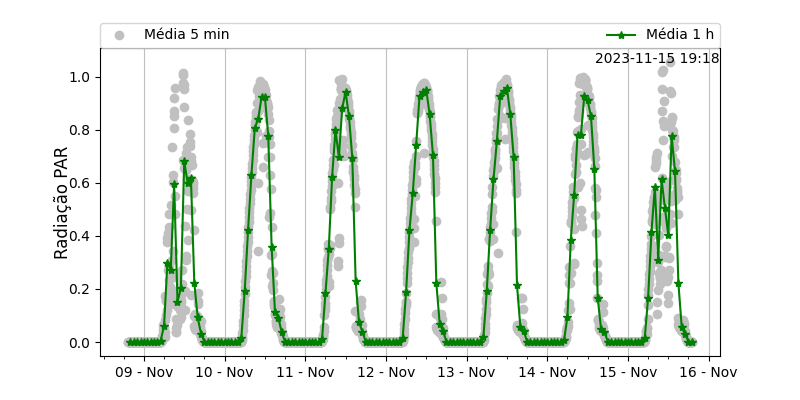 Média 5 min
Média 1 h
2023-11-15 19:18
Radiação PAR
1.0
0.8
0.6
0.4
0.2
0.0
09 - Nov
10 - Nov
11 - Nov
12 - Nov
13 - Nov
14 - Nov
15 - Nov
16 - Nov